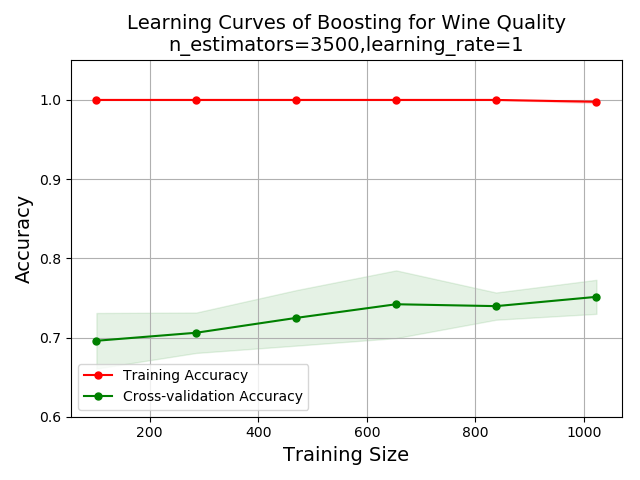 Learning Curves of Boosting for Wine Quality
n_estimators=3500,learning_rate=1
Accuracy
1.0
0.9
0.8
0.7
0.6
Training Accuracy
Cross-validation Accuracy
200 400 600 800 1000
Training Size